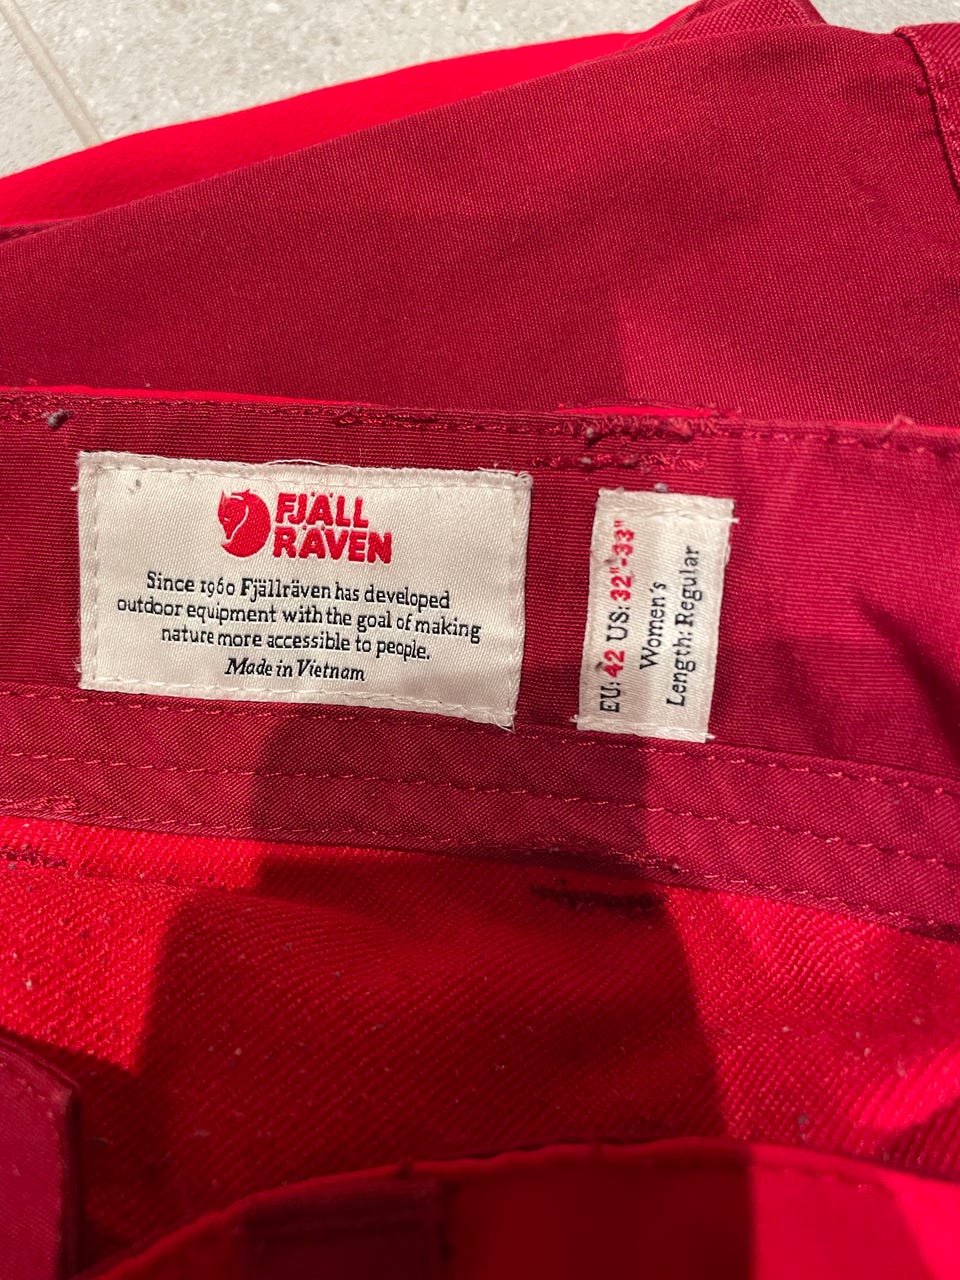 FJÄLL
RÄVEN
Since 1960 Fjällräven has developed
outdoor equipment with the goal of making
nature more accessible to people.
Made in Vietnam
EU: 42 US: 32"-33"
Women's
Length: Regular